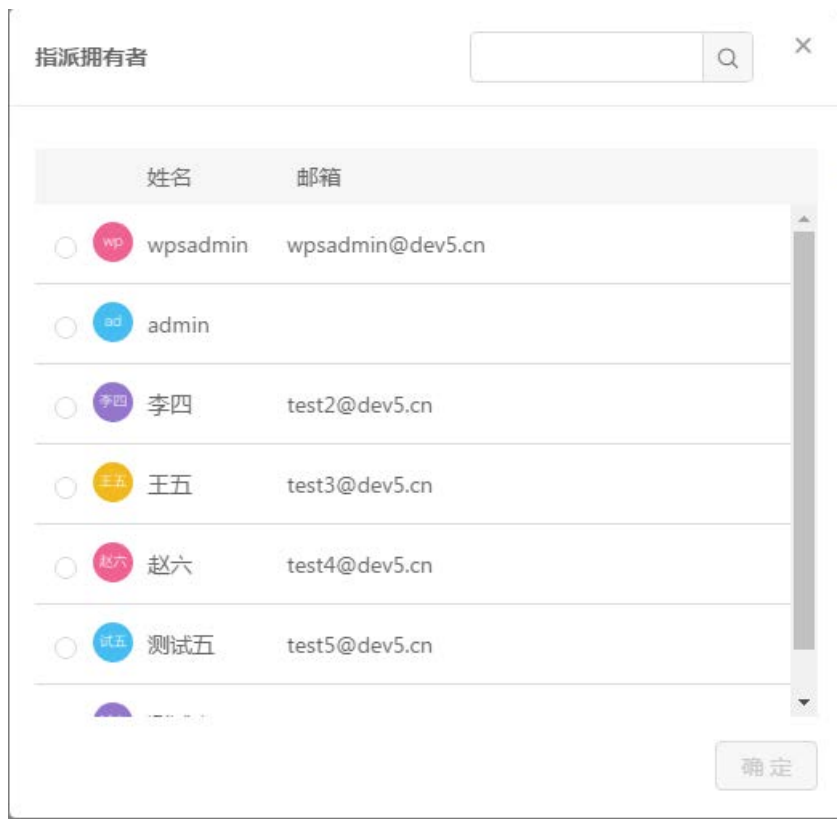 指派拥有者
姓名 邮箱
wp wpsadmin wpsadmin@dev5.cn
ad admin
李四 李四 test2@dev5.cn
王五 王五 test3@dev5.cn
赵六 赵六 test4@dev5.cn
试五 测试五 test5@dev5.cn
确定